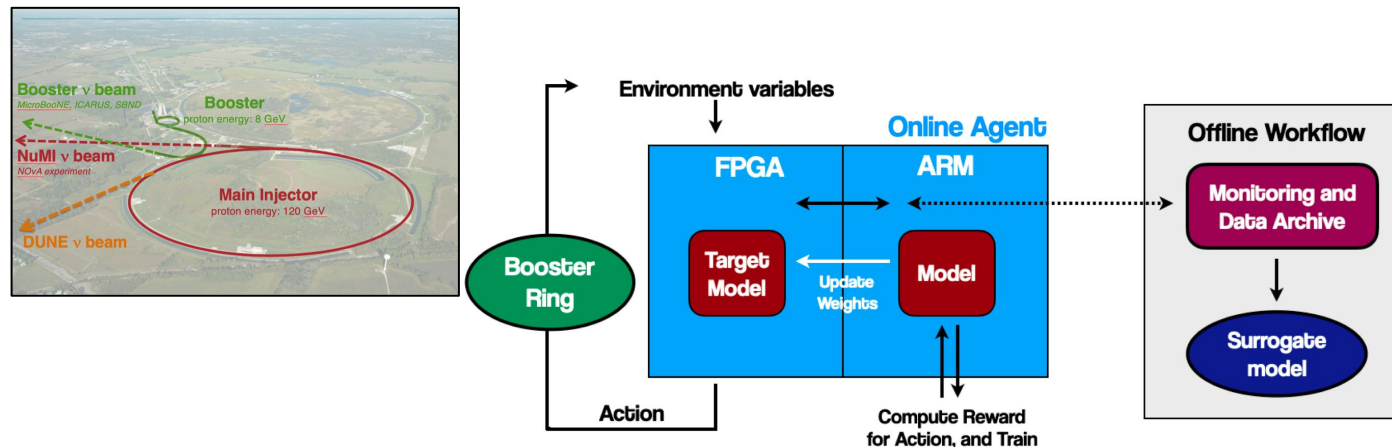 Booster ν beam
MicroBooNE, ICARUS, SBND
Booster
proton energy: 8 GeV
NuMI ν beam
NOvA experiment
Main Injector
proton energy: 120 GeV
DUNE ν beam
Environment variables
Online Agent
FPGA
ARM
Target
Model
Update
Weights
Model
Booster
Ring
Action
Compute Reward
for Action, and Train
Offline Workflow
Monitoring and
Data Archive
Surrogate
model